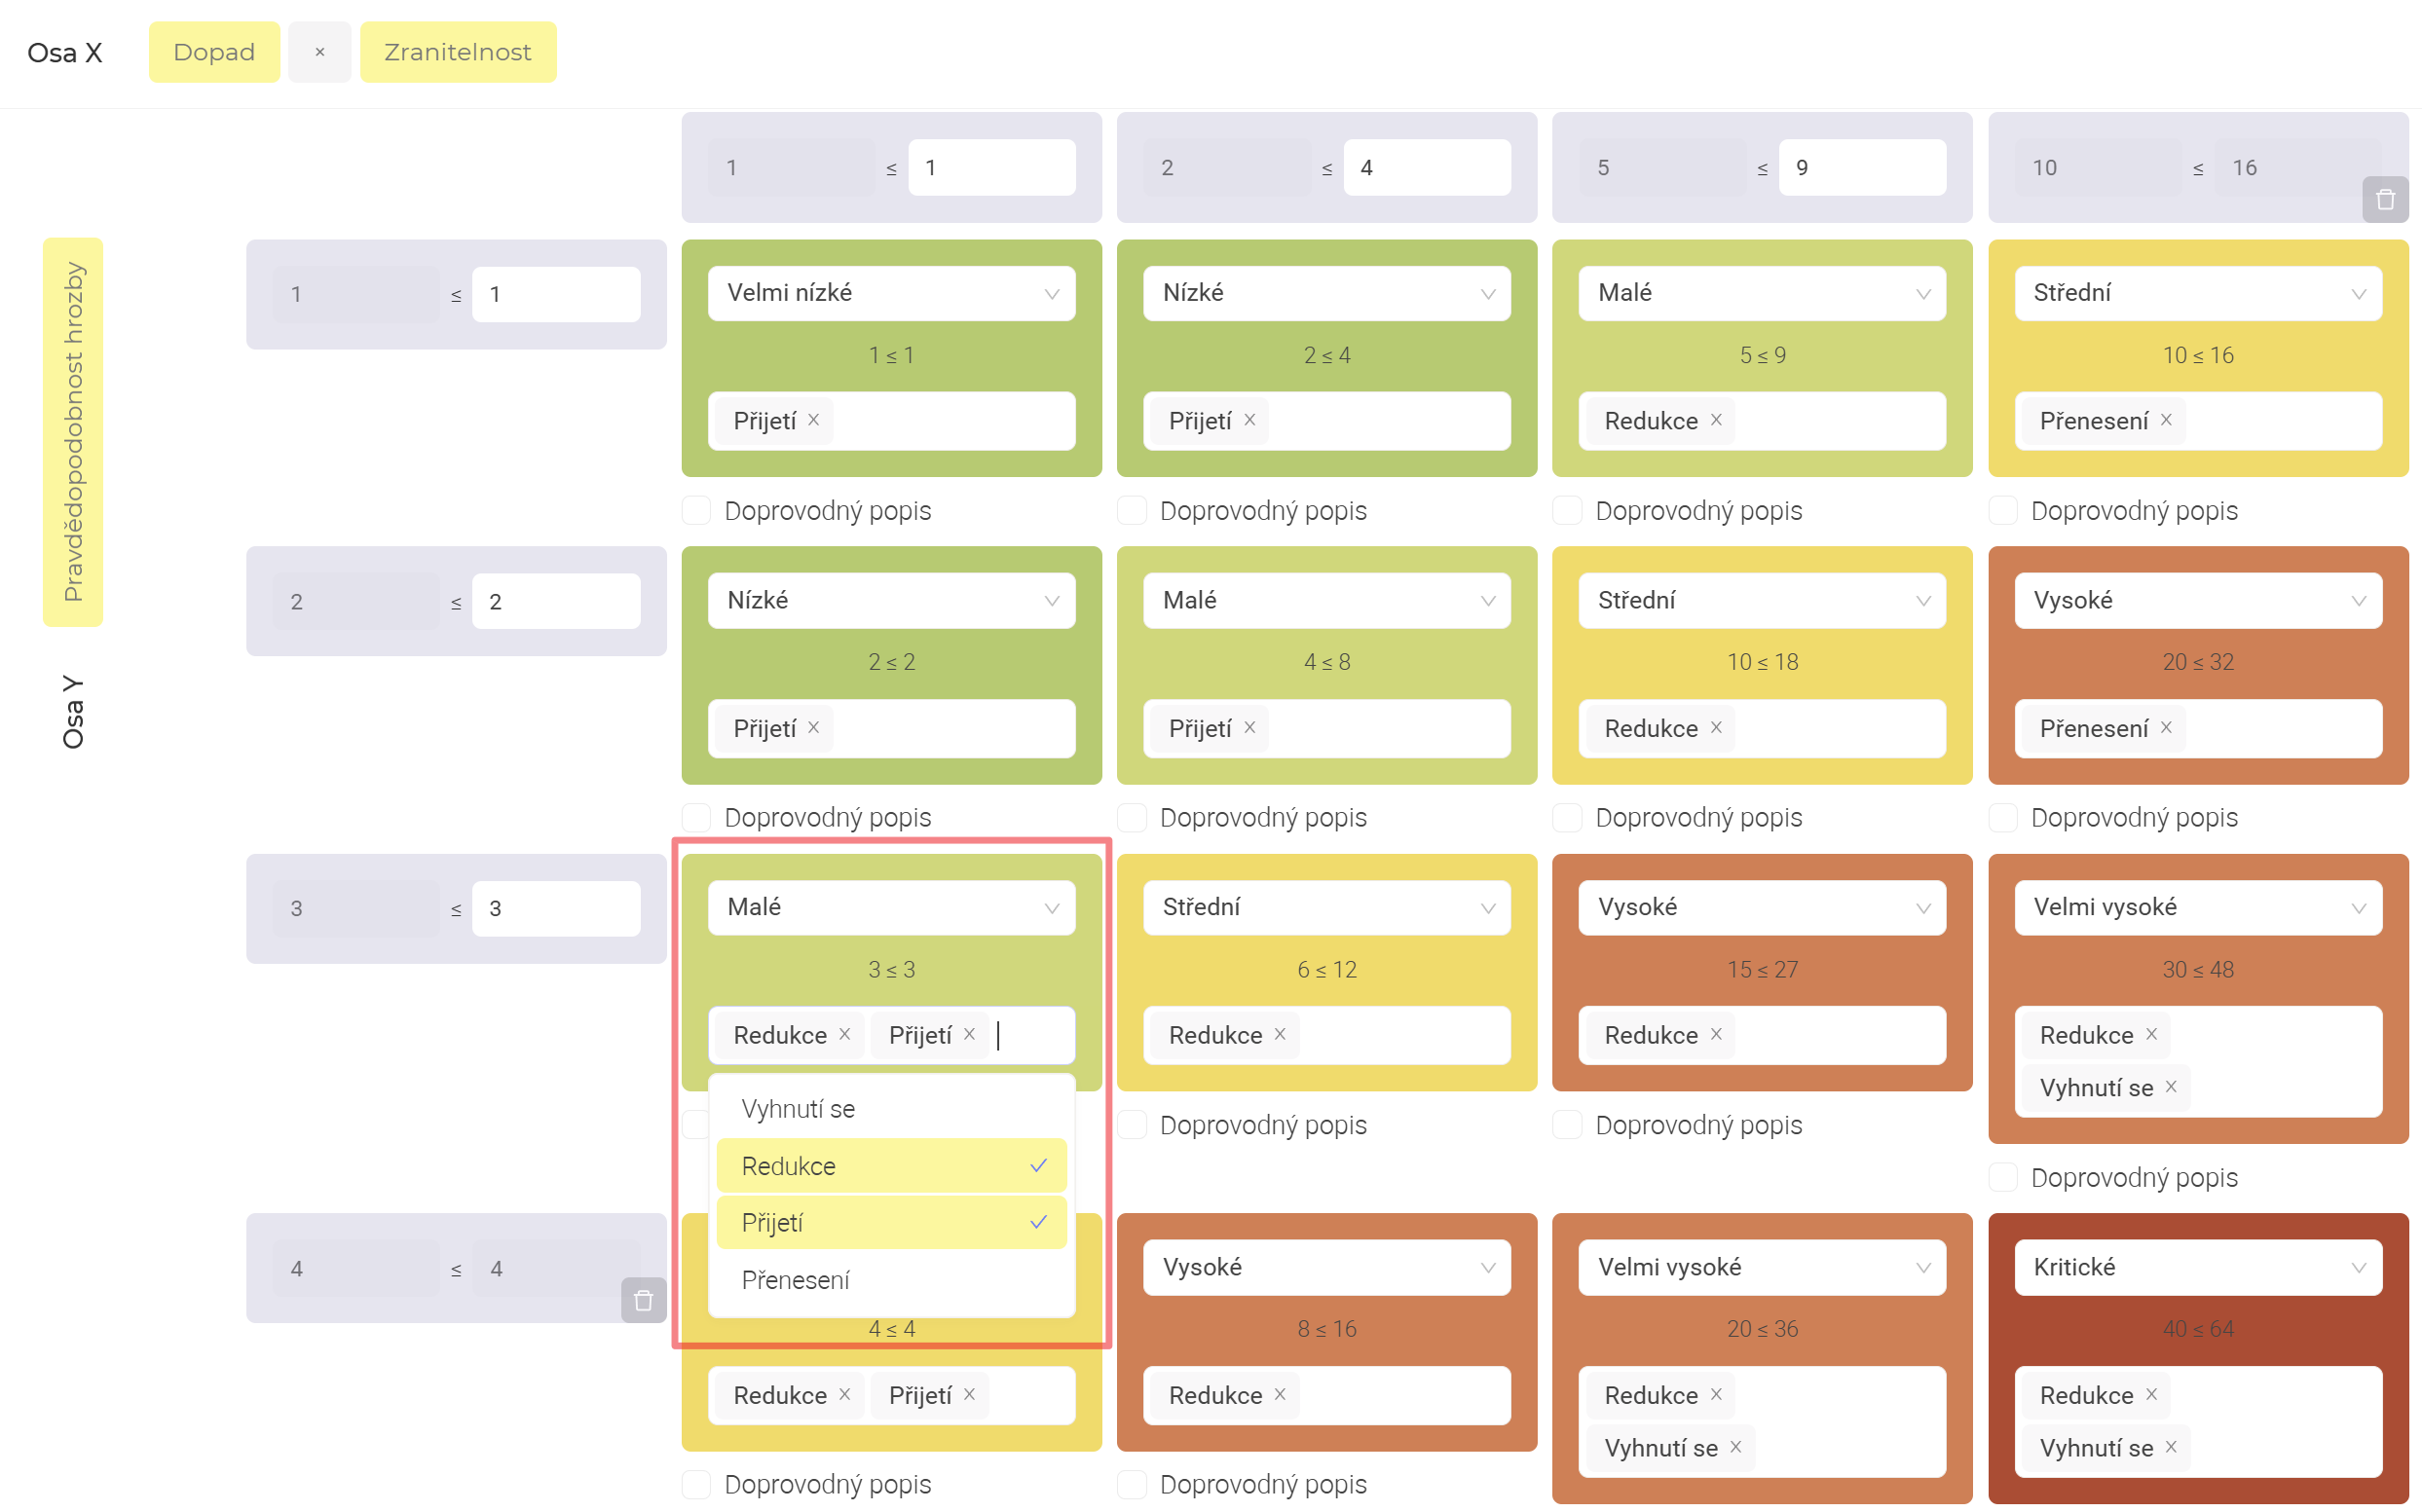 Osa X Dopad × Zranitelnost
1 ≤ 1 2 ≤ 4 5 ≤ 9 10 ≤ 16
Pravdědopodobnost hrozby
Osa Y
1 ≤ 1 Velmi nízké Nízké Malé Střední
1 ≤ 1 2 ≤ 4 5 ≤ 9 10 ≤ 16
Přijetí × Přijetí × Redukce × Přenesení ×
Doprovodný popis Doprovodný popis Doprovodný popis Doprovodný popis
2 ≤ 2 Nízké Malé Střední Vysoké
2 ≤ 2 4 ≤ 8 10 ≤ 18 20 ≤ 32
Přijetí × Přijetí × Redukce × Přenesení ×
Doprovodný popis Doprovodný popis Doprovodný popis Doprovodný popis
3 ≤ 3 Malé Střední Vysoké Velmi vysoké
3 ≤ 3 6 ≤ 12 15 ≤ 27 30 ≤ 48
Redukce × Přijetí × Redukce × Redukce × Redukce ×
Vyhnutí se ×
Vyhnutí se
Doprovodný popis Doprovodný popis
Redukce
Doprovodný popis
Přijetí
Přenesení
4 ≤ 4 Vysoké Velmi vysoké Kritické
4 ≤ 4 8 ≤ 16 20 ≤ 36 40 ≤ 64
Redukce × Přijetí × Redukce × Redukce × Redukce ×
Vyhnutí se × Vyhnutí se ×
Doprovodný popis Doprovodný popis